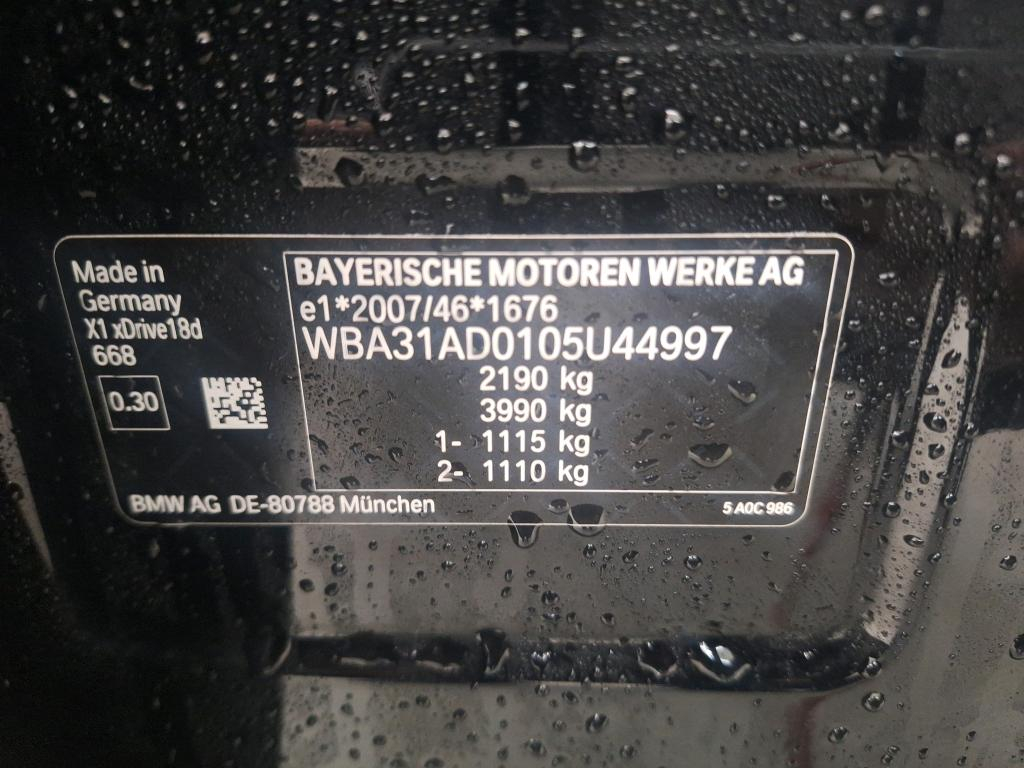 Made in
Germany
X1 xDrive18d
668
0.30
BAYERISCHE MOTOREN WERKE AG
e1*2007/46*1676
WBA31AD0105U44997
2190 kg
3990 kg
1- 1115 kg
2- 1110 kg
BMW AG DE-80788 München
5 A0C 986